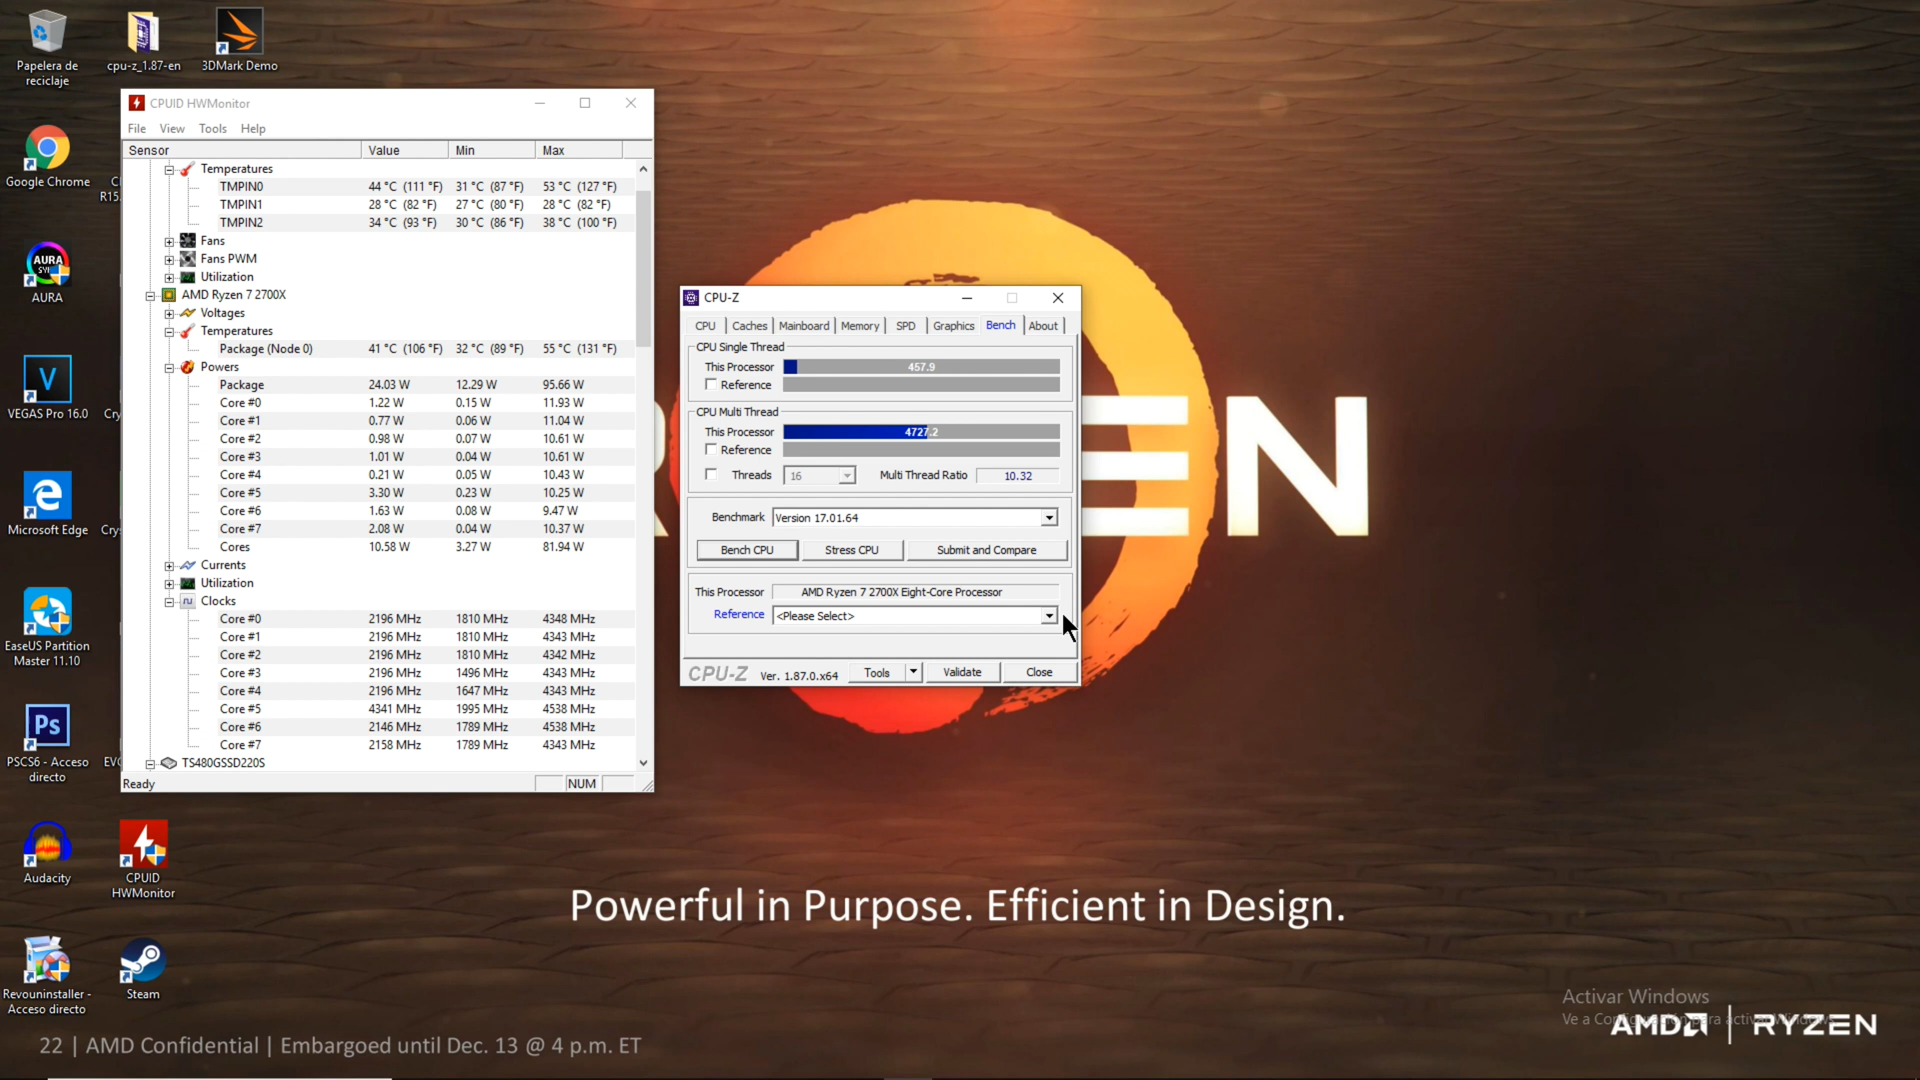 Papelera de
reciclaje
cpu-z_1.87-en
3DMark Demo
Google Chrome
R15.
AURA
SY
AURA
V
VEGAS Pro 16.0
Cry
Microsoft Edge
Crys
EaseUS Partition
Master 11.10
Ps
PSCS6 - Acceso
directo
EV
Audacity
CPUID
HWMonitor
Revouninstaller -
Acceso directo
Steam
CPUID HWMonitor
File View Tools Help
Sensor Value Min Max
Temperatures
TMPIN0 44 °C (111 °F) 31 °C (87 °F) 53 °C (127 °F)
TMPIN1 28 °C (82 °F) 27 °C (80 °F) 28 °C (82 °F)
TMPIN2 34 °C (93 °F) 30 °C (86 °F) 38 °C (100 °F)
Fans
Fans PWM
Utilization
AMD Ryzen 7 2700X
Voltages
Temperatures
Package (Node 0) 41 °C (106 °F) 32 °C (89 °F) 55 °C (131 °F)
Powers
Package 24.03 W 12.29 W 95.66 W
Core #0 1.22 W 0.15 W 11.93 W
Core #1 0.77 W 0.06 W 11.04 W
Core #2 0.98 W 0.07 W 10.61 W
Core #3 1.01 W 0.04 W 10.61 W
Core #4 0.21 W 0.05 W 10.43 W
Core #5 3.30 W 0.23 W 10.25 W
Core #6 1.63 W 0.08 W 9.47 W
Core #7 2.08 W 0.04 W 10.37 W
Cores 10.58 W 3.27 W 81.94 W
Currents
Utilization
Clocks
Core #0 2196 MHz 1810 MHz 4348 MHz
Core #1 2196 MHz 1810 MHz 4343 MHz
Core #2 2196 MHz 1810 MHz 4342 MHz
Core #3 2196 MHz 1496 MHz 4343 MHz
Core #4 2196 MHz 1647 MHz 4343 MHz
Core #5 4341 MHz 1995 MHz 4538 MHz
Core #6 2146 MHz 1789 MHz 4538 MHz
Core #7 2158 MHz 1789 MHz 4343 MHz
TS480GSSD220S
Ready NUM
CPU-Z
CPU Caches Mainboard Memory SPD Graphics Bench About
CPU Single Thread
This Processor 457.9
Reference
CPU Multi Thread
This Processor 4727.2
Reference
Threads 16 Multi Thread Ratio 10.32
Benchmark Version 17.01.64
Bench CPU Stress CPU Submit and Compare
This Processor AMD Ryzen 7 2700X Eight-Core Processor
Reference <Please Select>
CPU-Z Ver. 1.87.0.x64 Tools Validate Close
EN
Powerful in Purpose. Efficient in Design.
Activar Windows
Ve a
AMD RYZEN
22 | AMD Confidential | Embargoed until Dec. 13 @ 4 p.m. ET